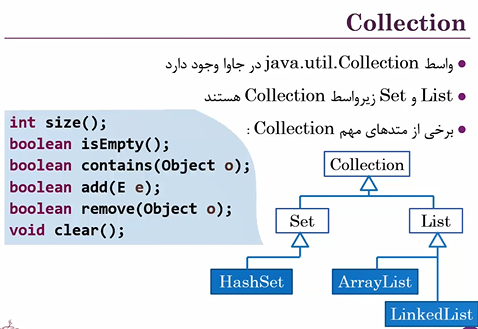 Collection
واسط java.util.Collection در جاوا وجود دارد
List و Set زیرواسط Collection هستند
برخی از متدهای مهم Collection :
int size();
boolean isEmpty();
boolean contains(Object o);
boolean add(E e);
boolean remove(Object o);
void clear();
Collection
Set
List
HashSet
ArrayList
LinkedList